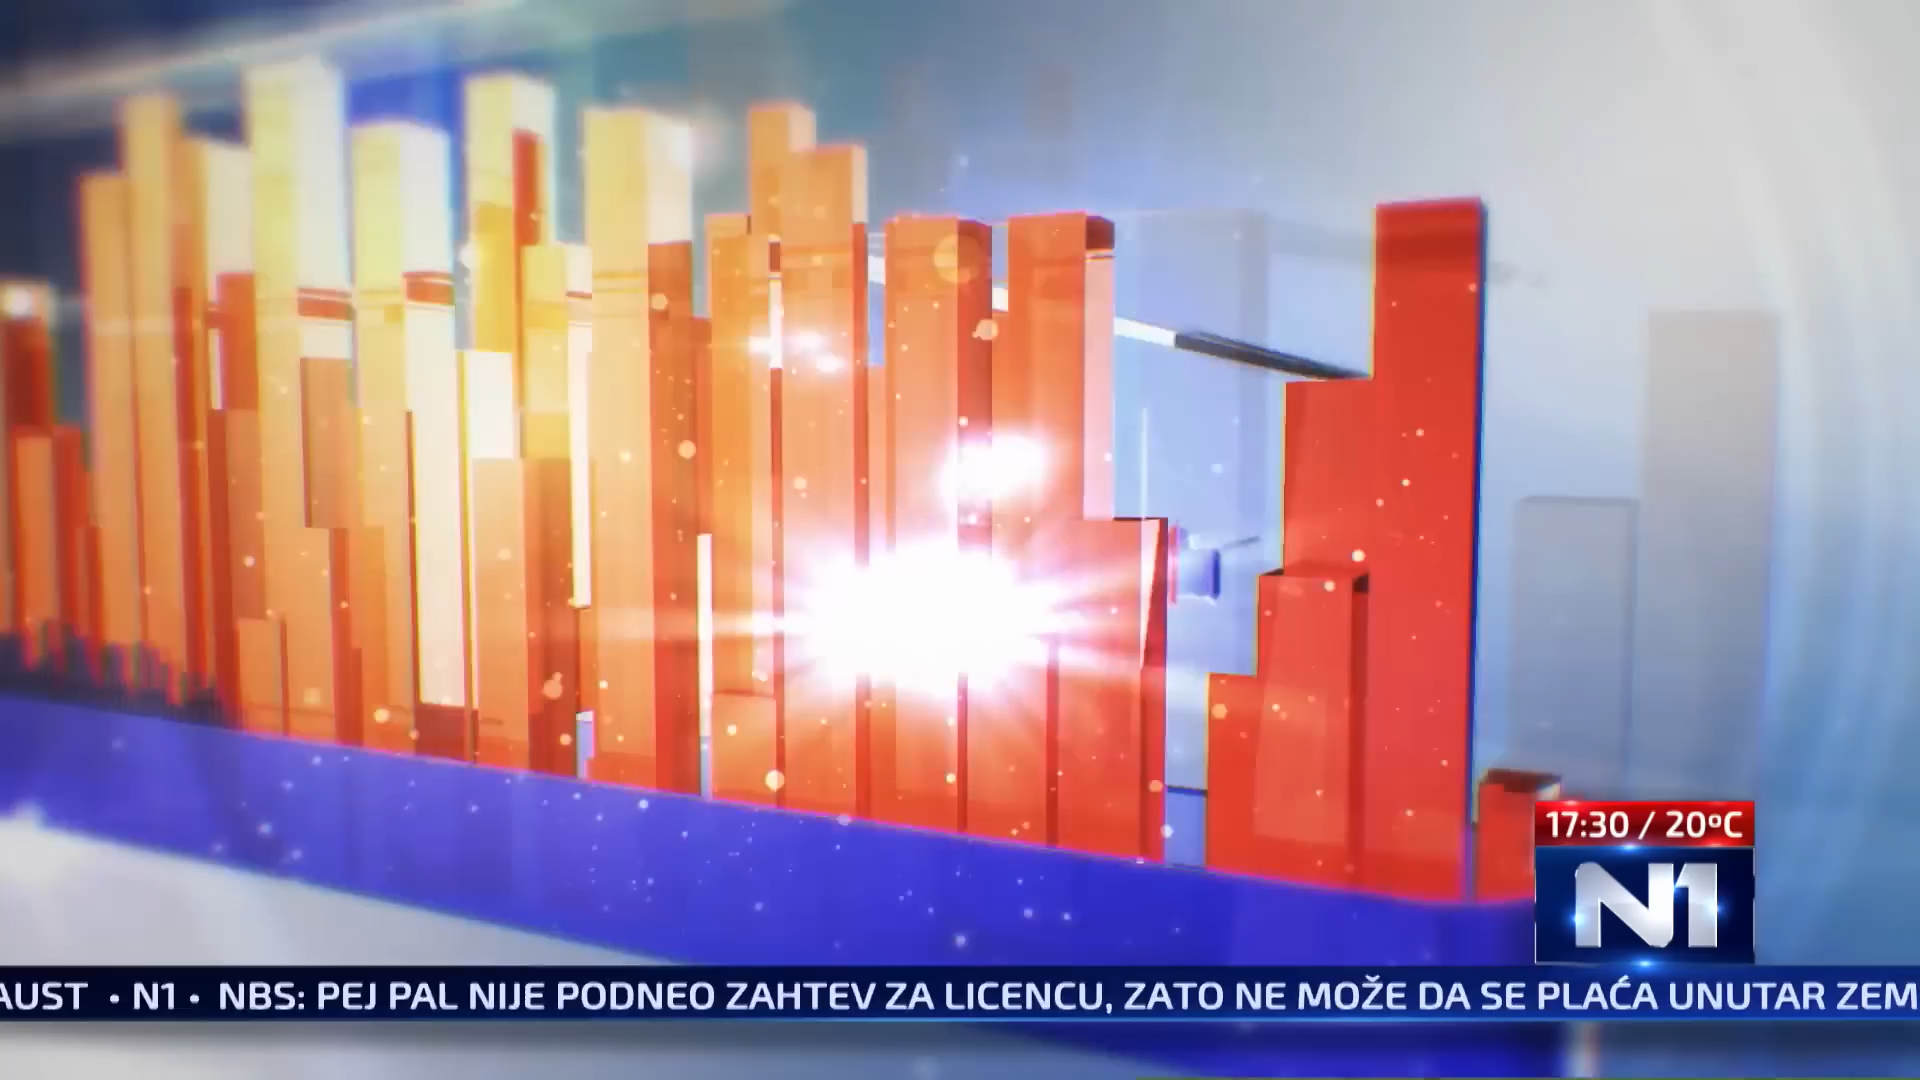 17:30 / 20ºC
N1
AUST • N1 • NBS: PEJ PAL NIJE PODNEO ZAHTEV ZA LICENCU, ZATO NE MOŽE DA SE PLAĆA UNUTAR ZEM